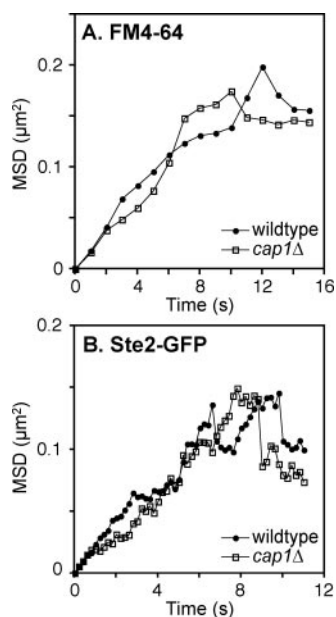 A. FM4-64
0.2
0.1
0
MSD (µm²)
wildtype
cap1Δ
0 4 8 12 16
Time (s)
B. Ste2-GFP
0.2
0.1
0
MSD (µm²)
wildtype
cap1Δ
0 4 8 12
Time (s)